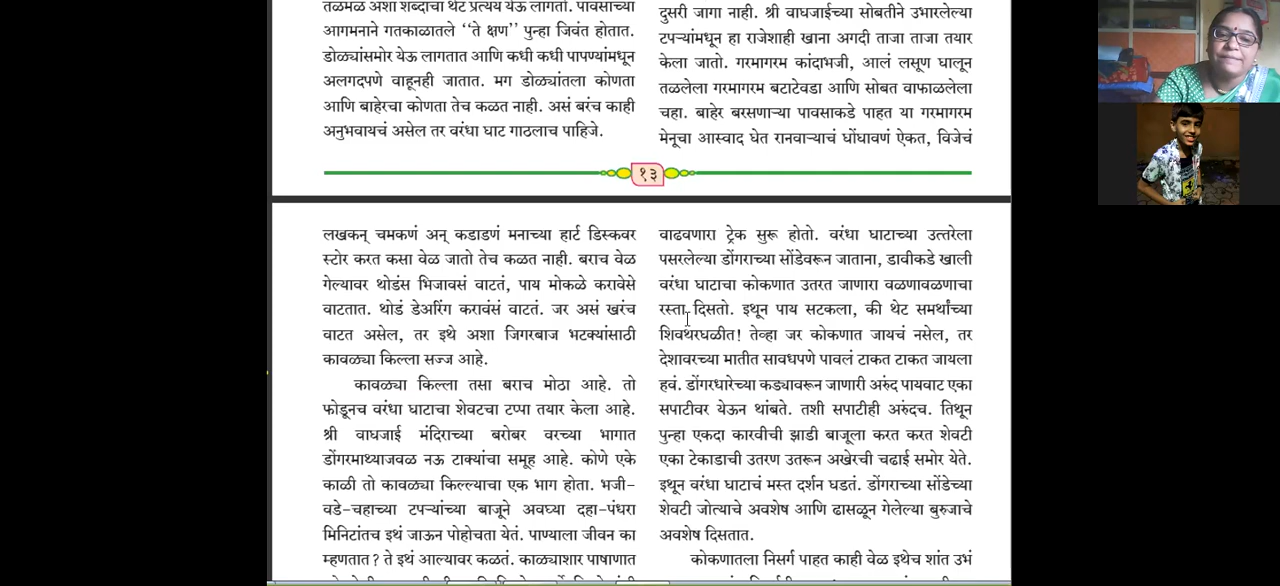 तळमळ अशा शब्दांचा थेट प्रत्यय येऊ लागतो. पावसाच्या
आगमनाने गतकाळातले ‘‘ते क्षण’’ पुन्हा जिवंत होतात.
डोळ्यांसमोर येऊ लागतात आणि कधी कधी पापण्यांमधून
अलगदपणे वाहूनही जातात. मग डोळ्यांतला कोणता
आणि बाहेरचा कोणता तेच कळत नाही. असं बरंच काही
अनुभवायचं असेल तर वरंधा घाट गाठलाच पाहिजे.
दुसरी जागा नाही. श्री वाघजाईच्या सोबतीने उभारलेल्या
टपऱ्यांमधून हा राजेशाही खाना अगदी ताजा ताजा तयार
केला जातो. गरमागरम कांदाभजी, आलं लसूण घालून
तळलेला गरमागरम बटाटेवडा आणि सोबत वाफाळलेला
चहा. बाहेर बरसणाऱ्या पावसाकडे पाहत या गरमागरम
मेनूचा आस्वाद घेत रानवाऱ्याचं घोंघावणं ऐकत, विजेचं
१३
लखकन् चमकणं अन् कडाडणं मनाच्या हार्ट डिस्कवर
स्टोर करत कसा वेळ जातो तेच कळत नाही. बराच वेळ
गेल्यावर थोडंस भिजावसं वाटतं, पाय मोकळे करावेसे
वाटतात. थोडं डेअरिंग करावंसं वाटतं. जर असं खरंच
वाटत असेल, तर इथे अशा जिगरबाज भटक्यांसाठी
कावळ्या किल्ला सज्ज आहे.
कावळ्या किल्ला तसा बराच मोठा आहे. तो
फोडूनच वरंधा घाटाचा शेवटचा टप्पा तयार केला आहे.
श्री वाघजाई मंदिराच्या बरोबर वरच्या भागात
डोंगरमाथ्याजवळ नऊ टाक्यांचा समूह आहे. कोणे एके
काळी तो कावळ्या किल्ल्याचा एक भाग होता. भजी-
वडे-चहाच्या टपऱ्यांच्या बाजूने अवघ्या दहा-पंधरा
मिनिटांतच इथं जाऊन पोहोचता येतं. पाण्याला जीवन का
म्हणतात ? ते इथं आल्यावर कळतं. काळ्याशार पाषाणात
वाढवणारा ट्रेक सुरू होतो. वरंधा घाटाच्या उत्तरेला
पसरलेल्या डोंगराच्या सोंडेवरून जाताना, डावीकडे खाली
वरंधा घाटाचा कोकणात उतरत जाणारा वळणावळणाचा
रस्ता दिसतो. इथून पाय सटकला, की थेट समर्थांच्या
शिवथरघळीत! तेव्हा जर कोकणात जायचं नसेल, तर
देशावरच्या मातीत सावधपणे पावलं टाकत टाकत जायला
हवं. डोंगरधारेच्या कड्यावरून जाणारी अरुंद पायवाट एका
सपाटीवर येऊन थांबते. तशी सपाटीही अरुंदच. तिथून
पुन्हा एकदा कारवीची झाडी बाजूला करत करत शेवटी
एका टेकाडाची उतरण उतरून अखेरची चढाई समोर येते.
इथून वरंधा घाटाचं मस्त दर्शन घडतं. डोंगराच्या सोंडेच्या
शेवटी जोत्याचे अवशेष आणि ढासळून गेलेल्या बुरुजाचे
अवशेष दिसतात.
कोकणातला निसर्ग पाहत काही वेळ इथेच शांत उभं